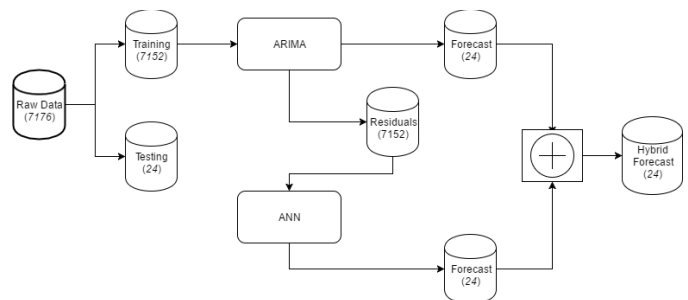 Training
(7152)
ARIMA
Forecast
(24)
Raw Data
(7176)
Residuals
(7152)
Testing
(24)
Hybrid
Forecast
(24)
ANN
Forecast
(24)